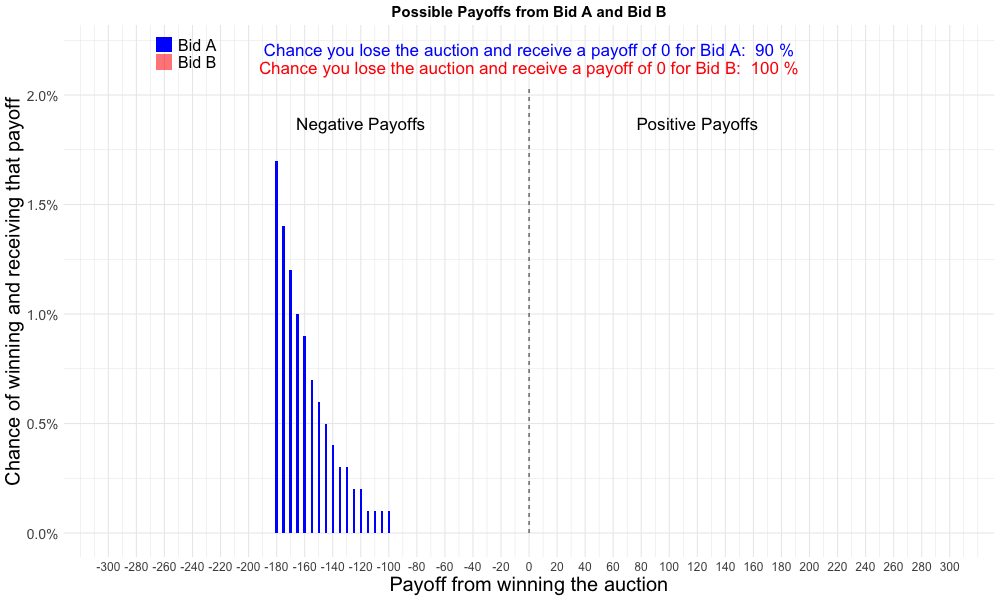 Possible Payoffs from Bid A and Bid B
Bid A
Bid B
Chance you lose the auction and receive a payoff of 0 for Bid A:  90 %
Chance you lose the auction and receive a payoff of 0 for Bid B:  100 %
Negative Payoffs
Positive Payoffs
Chance of winning and receiving that payoff
2.0%
1.5%
1.0%
0.5%
0.0%
-300 -280 -260 -240 -220 -200 -180 -160 -140 -120 -100 -80 -60 -40 -20 0 20 40 60 80 100 120 140 160 180 200 220 240 260 280 300
Payoff from winning the auction